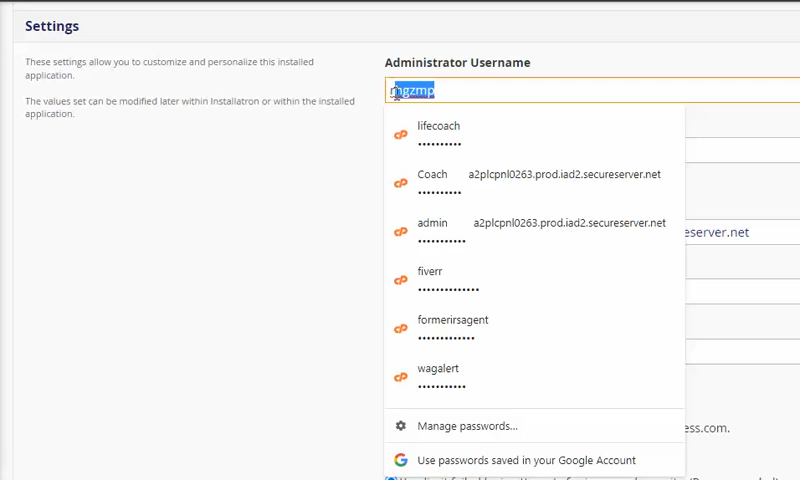 Settings
These settings allow you to customize and personalize this installed
application.
The values set can be modified later within Installatron or within the installed
application.
Administrator Username
lifecoach
••••••••••
Coach a2plcpnl0263.prod.iad2.secureserver.net
••••••••••
admin a2plcpnl0263.prod.iad2.secureserver.net
•••••••••••
fiverr
••••••••••••••
formerirsagent
•••••••••••••
wagalert
•••••••••••
Manage passwords...
Use passwords saved in your Google Account
eserver.net
ess.com.